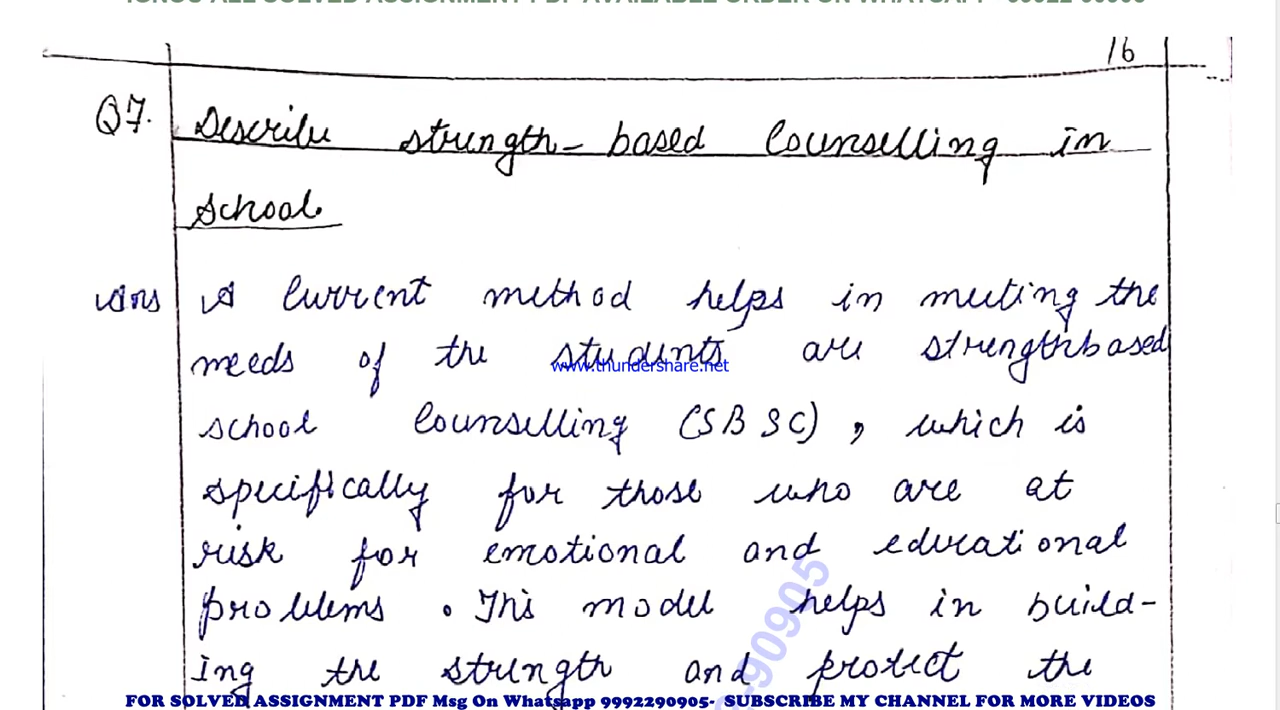 16
Q7. Describe strength-based Counselling in
School.
Ans A Current method helps in meeting the
needs of the students are strengthbased
www.thundershare.net
school Counselling (SBSC), which is
specifically for those who are at
risk for emotional and educational
problems. This model helps in build-
ing the strength and protect the
90905
FOR SOLVED ASSIGNMENT PDF Msg On Whatsapp 9992290905- SUBSCRIBE MY CHANNEL FOR MORE VIDEOS